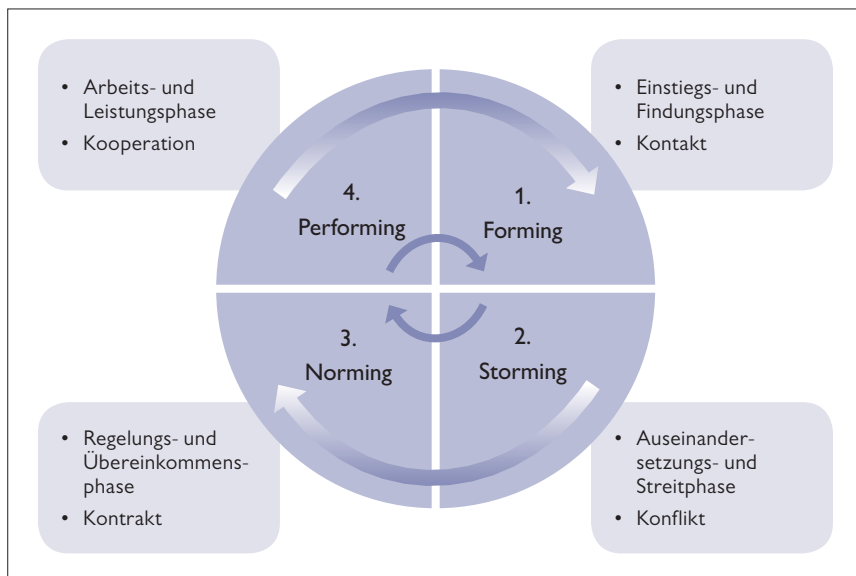 • Arbeits- und
Leistungsphase
• Kooperation
• Einstiegs- und
Findungsphase
• Kontakt
4.
Performing
1.
Forming
3.
Norming
2.
Storming
• Regelungs- und
Übereinkommens-
phase
• Kontrakt
• Auseinander-
setzungs- und
Streitphase
• Konflikt